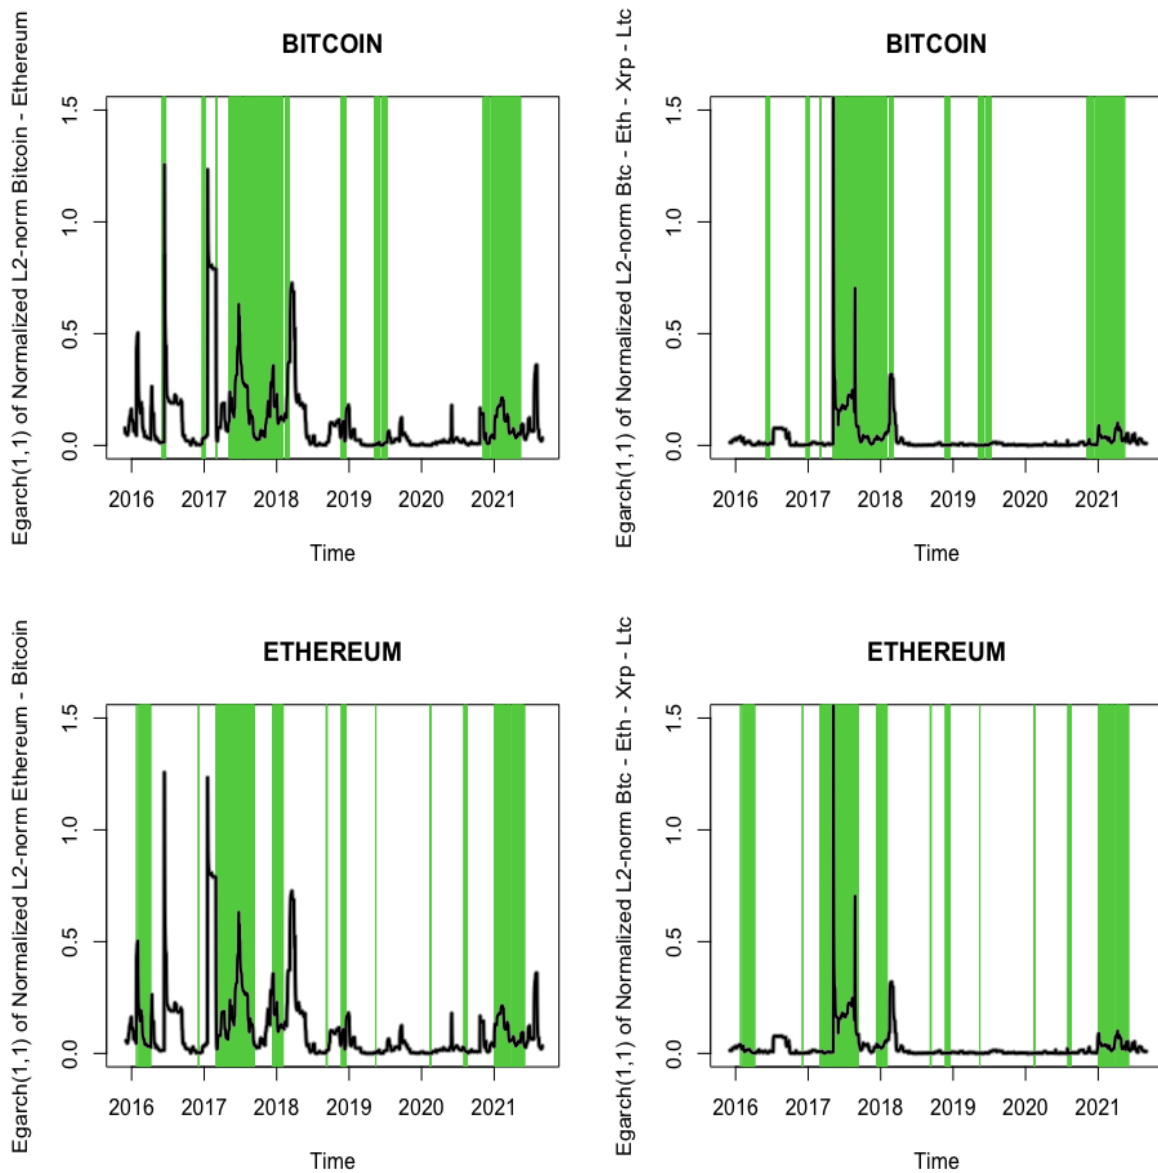 BITCOIN
Egarch(1,1) of Normalized L2-norm Bitcoin - Ethereum
1.5
1.0
0.5
0.0
2016 2017 2018 2019 2020 2021
Time
BITCOIN
Egarch(1,1) of Normalized L2-norm Btc - Eth - Xrp - Ltc
1.5
1.0
0.5
0.0
2016 2017 2018 2019 2020 2021
Time
ETHEREUM
Egarch(1,1) of Normalized L2-norm Ethereum - Bitcoin
1.5
1.0
0.5
0.0
2016 2017 2018 2019 2020 2021
Time
ETHEREUM
Egarch(1,1) of Normalized L2-norm Btc - Eth - Xrp - Ltc
1.5
1.0
0.5
0.0
2016 2017 2018 2019 2020 2021
Time